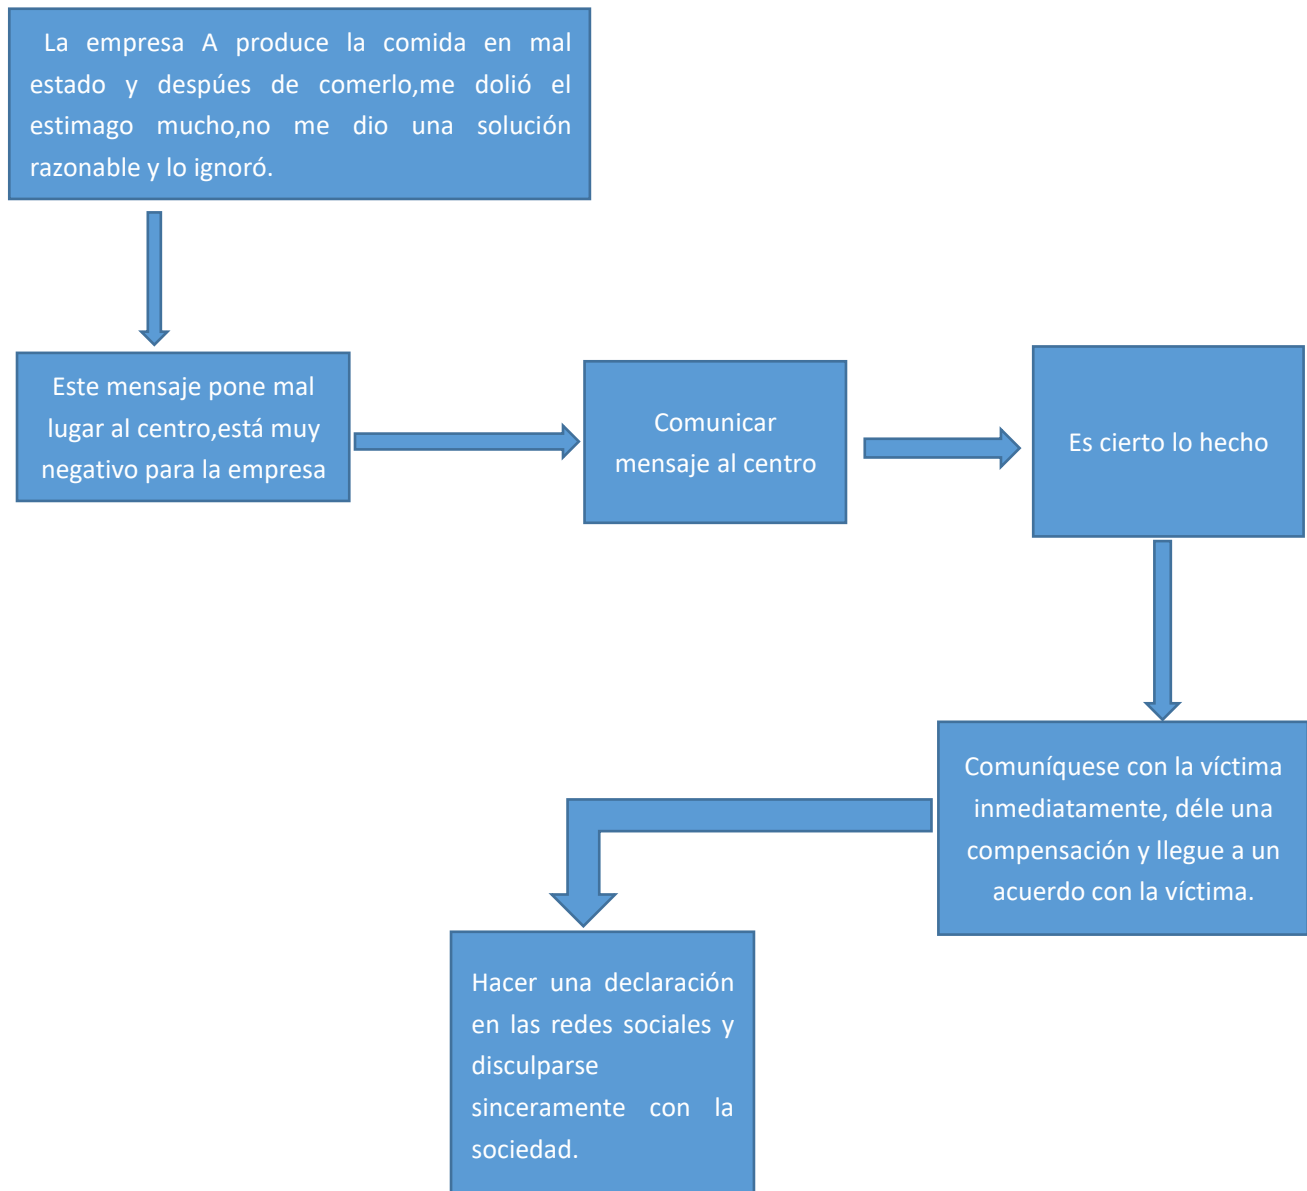 La empresa A produce la comida en mal
estado y despúes de comerlo,me dolió el
estimago mucho,no me dio una solución
razonable y lo ignoró.
Este mensaje pone mal
lugar al centro,está muy
negativo para la empresa
Comunicar
mensaje al centro
Es cierto lo hecho
Comuníquese con la víctima
inmediatamente, déle una
compensación y llegue a un
acuerdo con la víctima.
Hacer una declaración
en las redes sociales y
disculparse
sinceramente con la
sociedad.